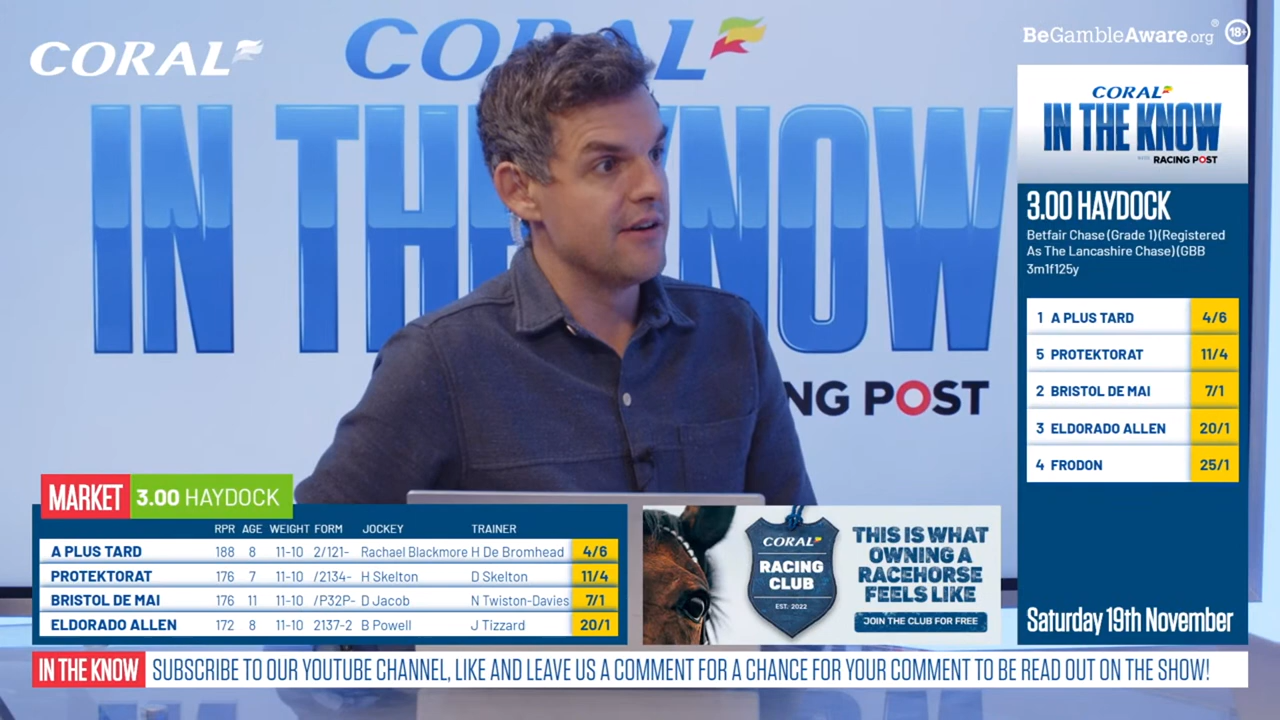 CORAL
CORAL
BeGambleAware.org® 18+
IN THE KNOW
NG POST
CORAL
IN THE KNOW
WITH RACING POST
3.00 HAYDOCK
Betfair Chase (Grade 1) (Registered
As The Lancashire Chase) (GBB
3m1f125y
1 A PLUS TARD 4/6
5 PROTEKTORAT 11/4
2 BRISTOL DE MAI 7/1
3 ELDORADO ALLEN 20/1
4 FRODON 25/1
Saturday 19th November
MARKET 3.00 HAYDOCK
RPR AGE WEIGHT FORM JOCKEY TRAINER
A PLUS TARD 188 8 11-10 2/121- Rachael Blackmore H De Bromhead 4/6
PROTEKTORAT 176 7 11-10 /2134- H Skelton D Skelton 11/4
BRISTOL DE MAI 176 11 11-10 /P32P- D Jacob N Twiston-Davies 7/1
ELDORADO ALLEN 172 8 11-10 2137-2 B Powell J Tizzard 20/1
CORAL
RACING
CLUB
EST. 2022
THIS IS WHAT
OWNING A
RACEHORSE
FEELS LIKE
JOIN THE CLUB FOR FREE
IN THE KNOW SUBSCRIBE TO OUR YOUTUBE CHANNEL, LIKE AND LEAVE US A COMMENT FOR A CHANCE FOR YOUR COMMENT TO BE READ OUT ON THE SHOW!